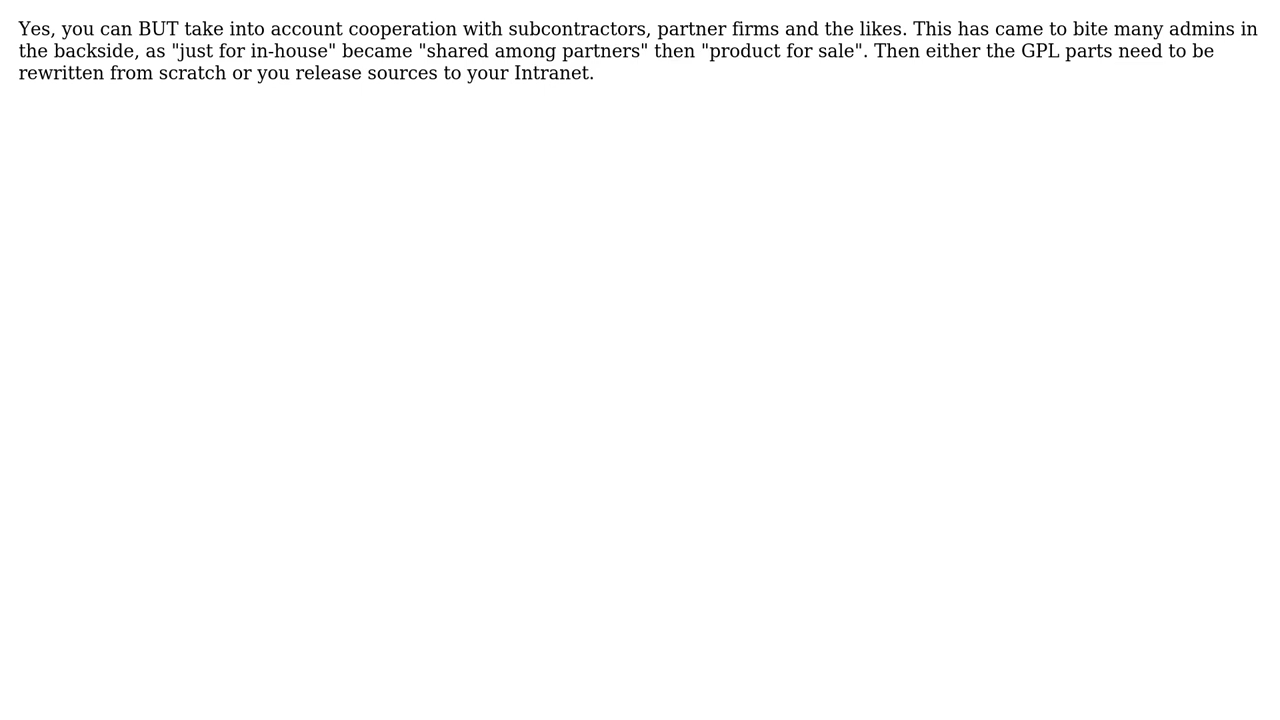 Yes, you can BUT take into account cooperation with subcontractors, partner firms and the likes. This has came to bite many admins in
the backside, as "just for in-house" became "shared among partners" then "product for sale". Then either the GPL parts need to be
rewritten from scratch or you release sources to your Intranet.